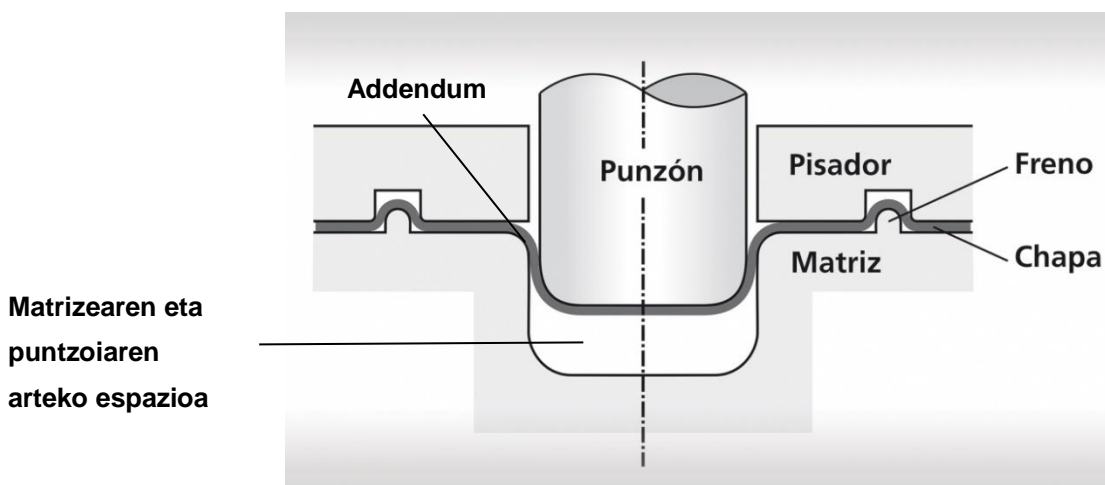 Addendum
Punzón
Pisador
Freno
Matriz
Chapa
Matrizearen eta
puntzoiaren
arteko espazioa